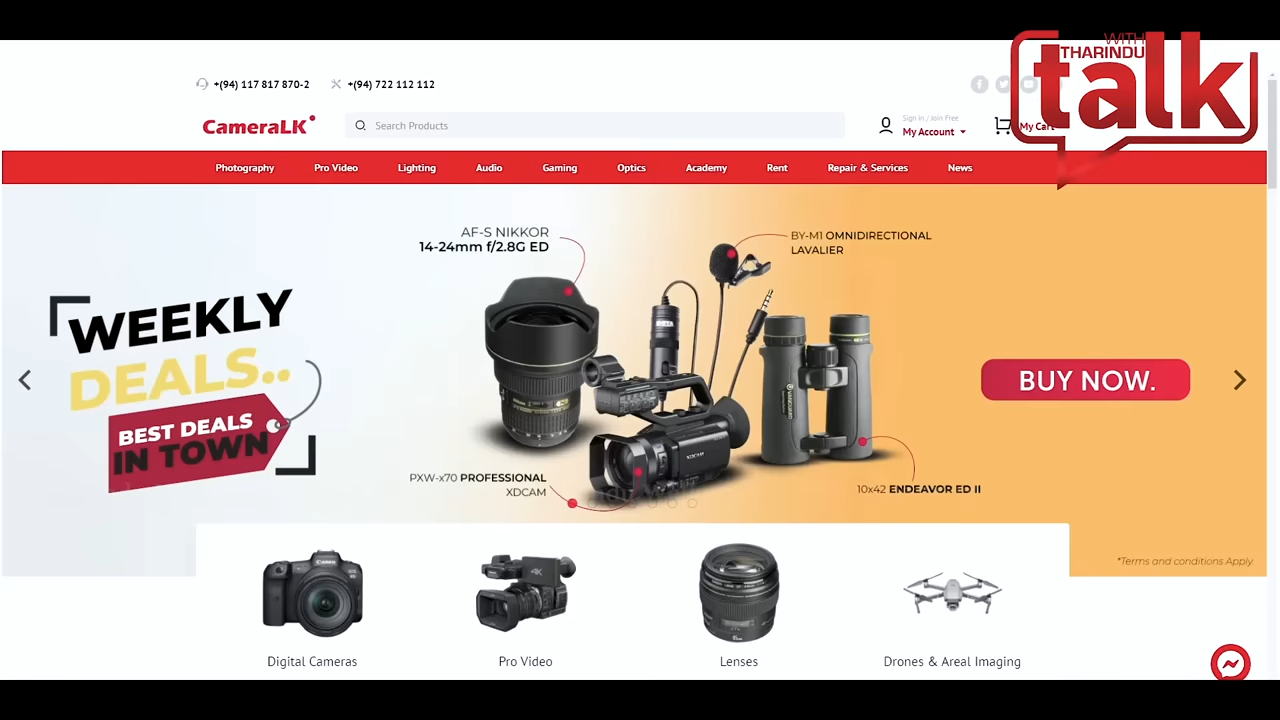 WITH
THARINDU
talk
+(94) 117 817 870-2
+(94) 722 112 112
CameraLK
Search Products
Sign in / Join Free
My Account
My Cart
Photography
Pro Video
Lighting
Audio
Gaming
Optics
Academy
Rent
Repair & Services
News
AF-S NIKKOR
14-24mm f/2.8G ED
BY-M1 OMNIDIRECTIONAL
LAVALIER
WEEKLY
DEALS..
BEST DEALS
IN TOWN
BUY NOW.
PXW-x70 PROFESSIONAL
XDCAM
10x42 ENDEAVOR ED II
*Terms and conditions Apply.
Digital Cameras
Pro Video
Lenses
Drones & Areal Imaging